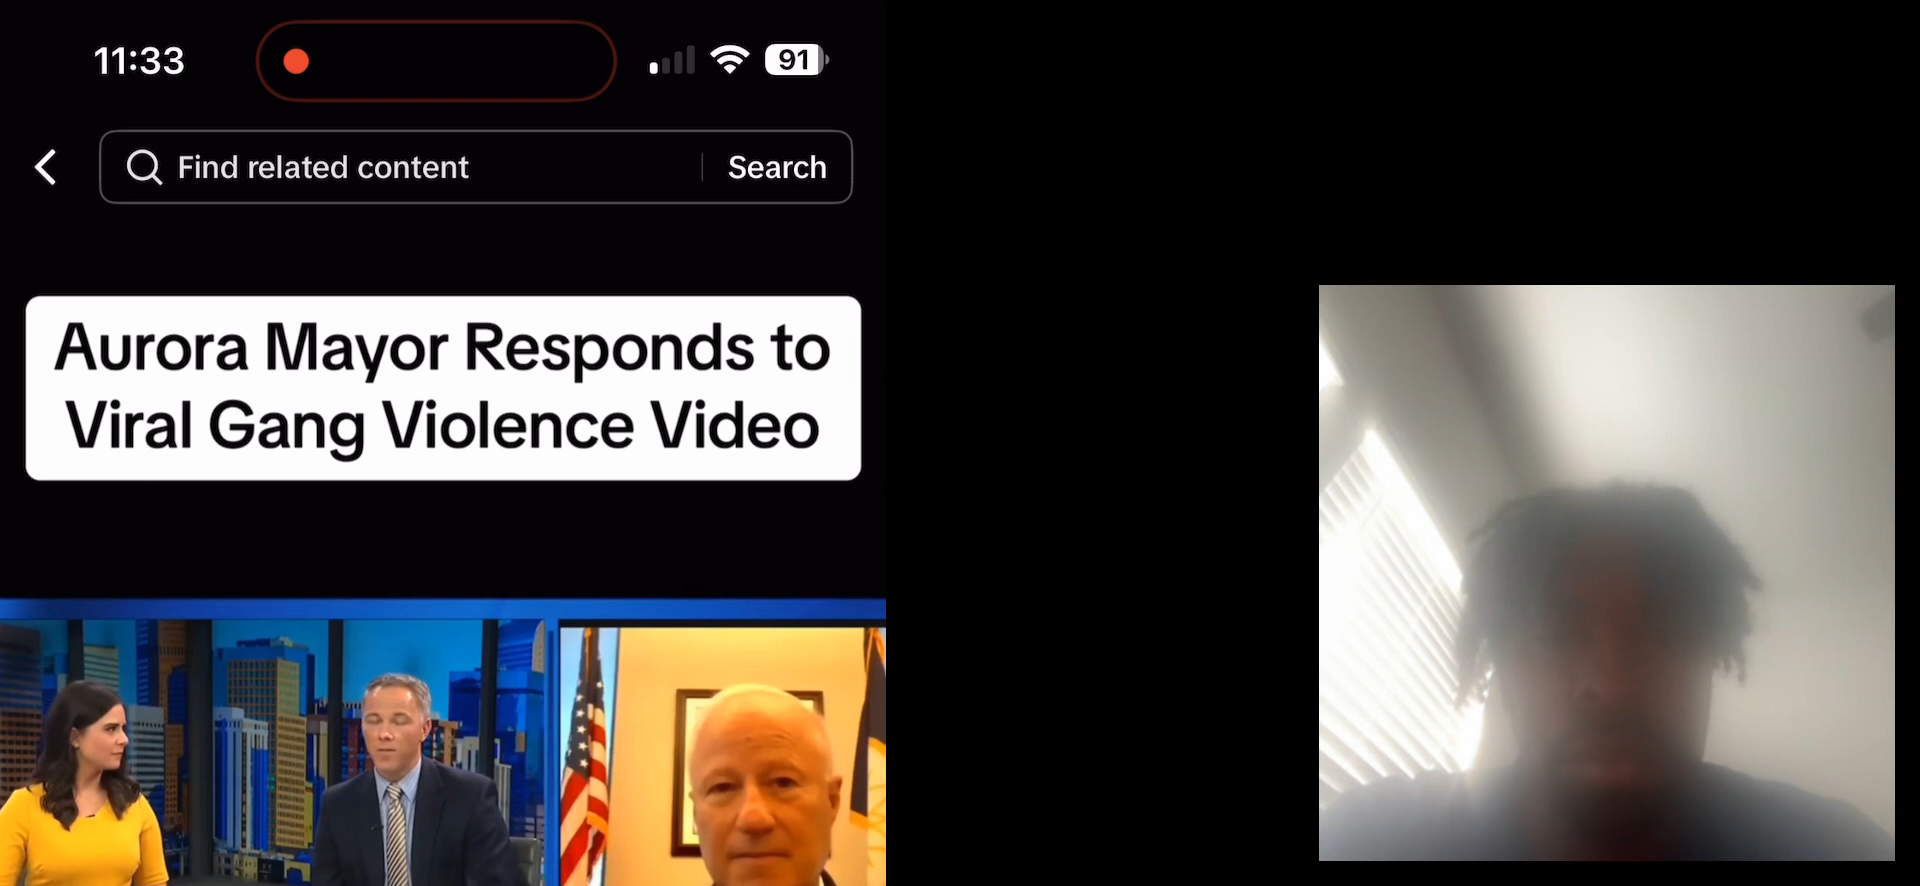 11:33
91
Find related content
Search
Aurora Mayor Responds to
Viral Gang Violence Video